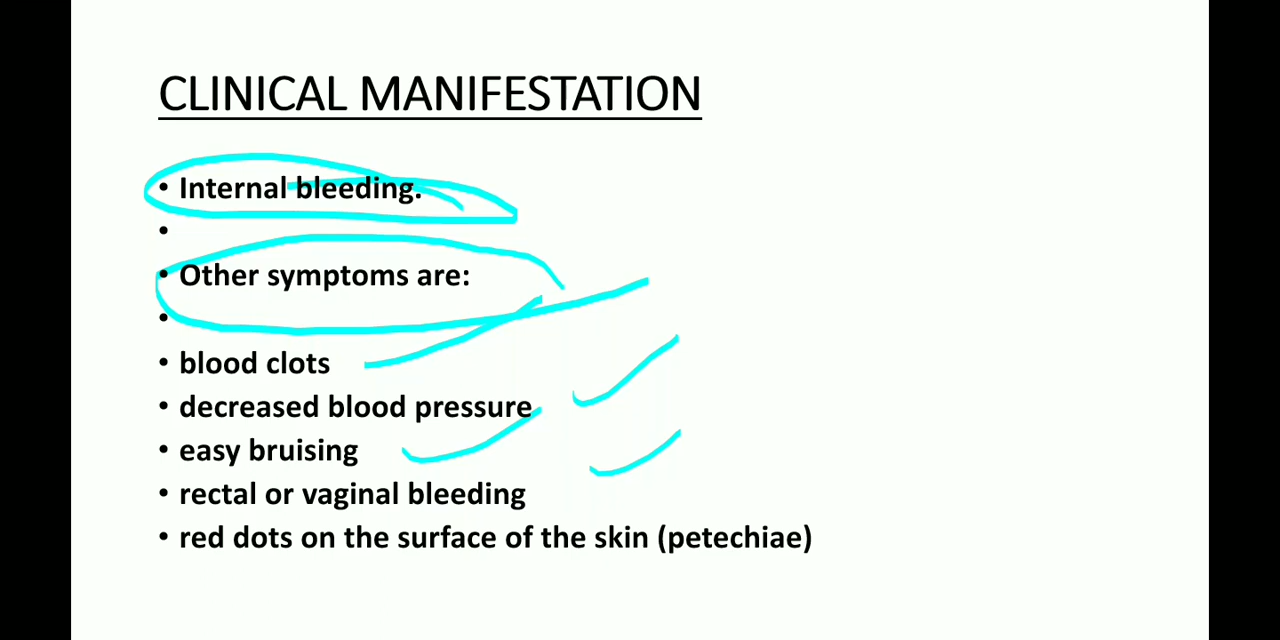 CLINICAL MANIFESTATION
• Internal bleeding.
•
• Other symptoms are:
•
• blood clots
• decreased blood pressure
• easy bruising
• rectal or vaginal bleeding
• red dots on the surface of the skin (petechiae)